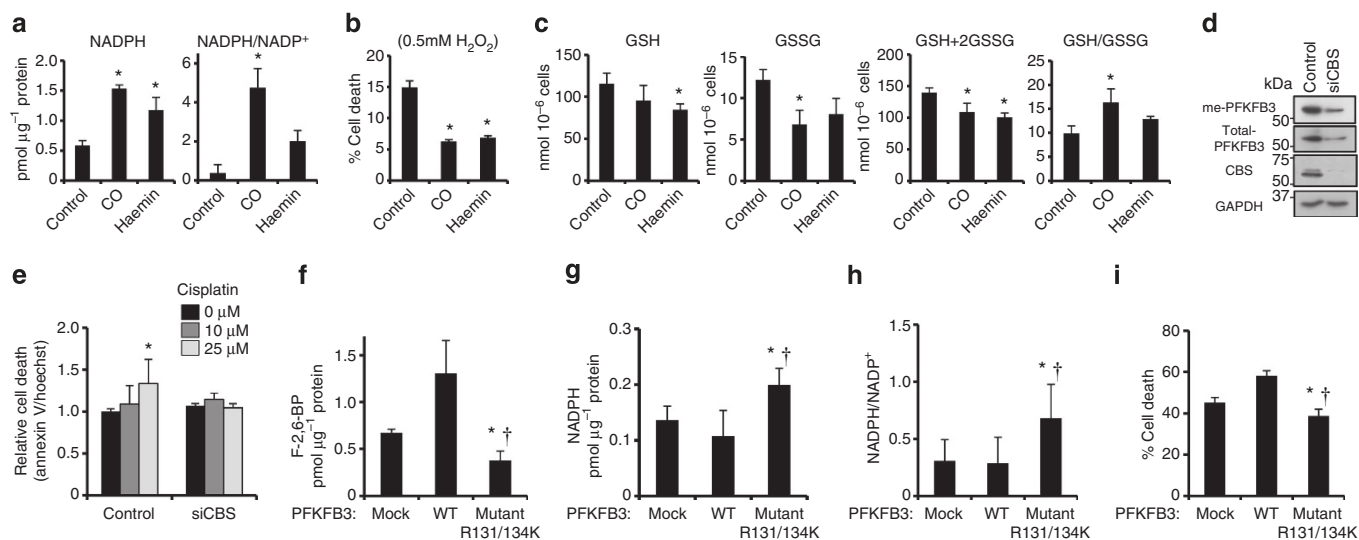 a
NADPH
pmol µg⁻¹ protein
2.0
1.5
1.0
0.5
0
*
*
Control
CO
Haemin
NADPH/NADP⁺
6
4
2
0
*
Control
CO
Haemin
b
(0.5mM H₂O₂)
% Cell death
20
15
10
5
0
*
*
Control
CO
Haemin
c
GSH
nmol 10⁻⁶ cells
150
100
50
0
*
Control
CO
Haemin
GSSG
nmol 10⁻⁶ cells
15
10
5
0
*
Control
CO
Haemin
GSH+2GSSG
nmol 10⁻⁶ cells
200
150
100
50
0
*
*
Control
CO
Haemin
GSH/GSSG
25
20
15
10
5
0
*
Control
CO
Haemin
d
Control
siCBS
kDa
me-PFKFB3
50
Total-
PFKFB3
50
75
CBS
50
37
GAPDH
e
Cisplatin
0 µM
10 µM
25 µM
Relative cell death
(annexin V/hoechst)
2.0
1.5
1.0
0.5
0
*
Control
siCBS
f
F-2,6-BP
pmol µg⁻¹ protein
1.5
1.0
0.5
0
* †
PFKFB3: Mock WT Mutant
R131/134K
g
NADPH
pmol µg⁻¹ protein
0.3
0.2
0.1
0
* †
PFKFB3: Mock WT Mutant
R131/134K
h
NADPH/NADP⁺
1.5
1.0
0.5
0
* †
PFKFB3: Mock WT Mutant
R131/134K
i
% Cell death
80
60
40
20
0
* †
PFKFB3: Mock WT Mutant
R131/134K